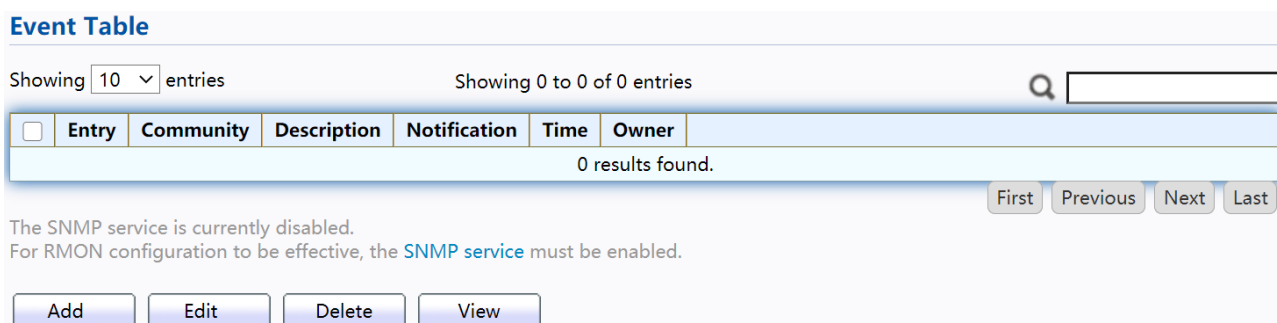 Event Table
Showing 10 entries Showing 0 to 0 of 0 entries
Entry Community Description Notification Time Owner
0 results found.
First Previous Next Last
The SNMP service is currently disabled.
For RMON configuration to be effective, the SNMP service must be enabled.
Add Edit Delete View